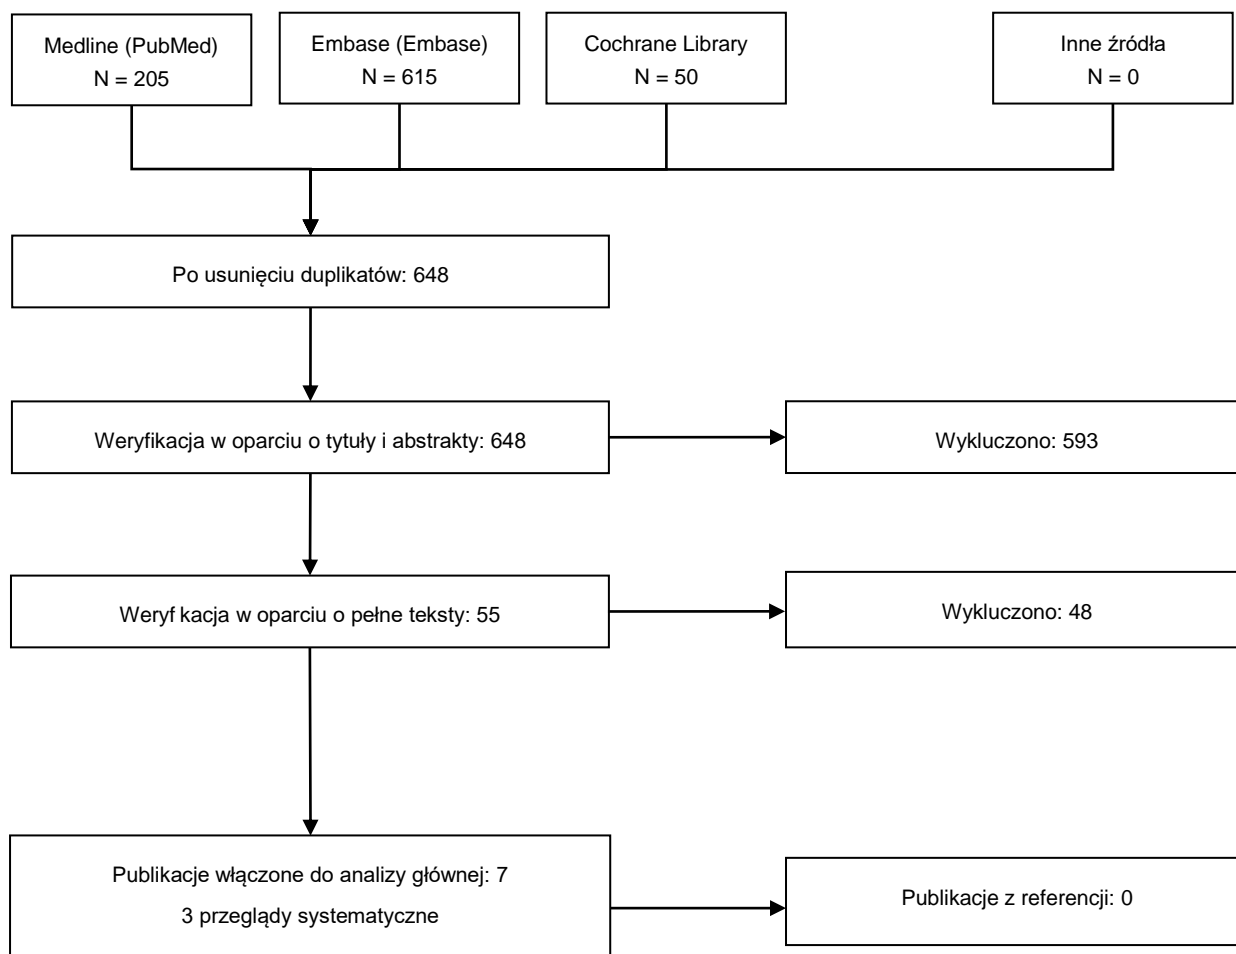 Medline (PubMed)
N = 205
Embase (Embase)
N = 615
Cochrane Library
N = 50
Inne źródła
N = 0
Po usunięciu duplikatów: 648
Weryfikacja w oparciu o tytuły i abstrakty: 648
Wykluczono: 593
Weryf kacja w oparciu o pełne teksty: 55
Wykluczono: 48
Publikacje włączone do analizy głównej: 7
3 przeglądy systematyczne
Publikacje z referencji: 0